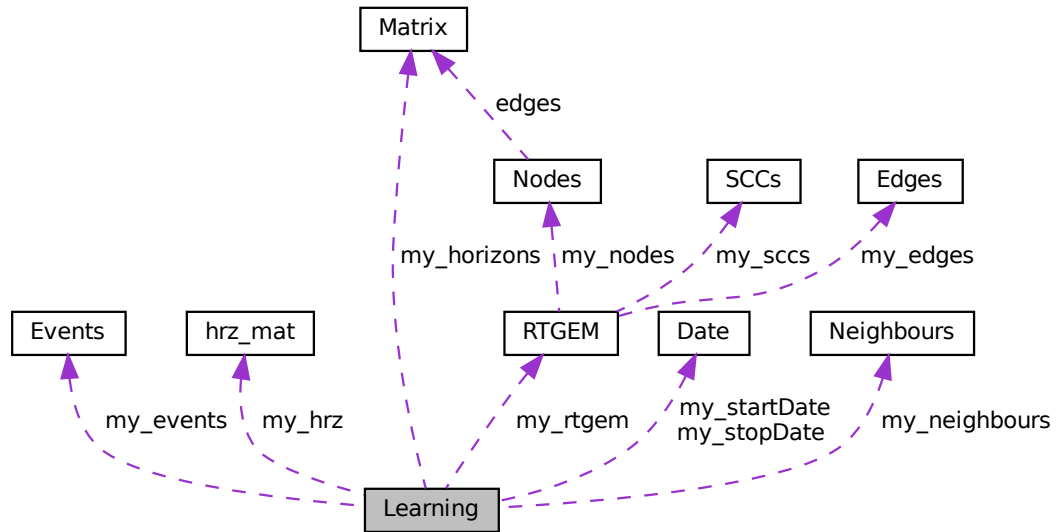 Matrix
edges
Nodes
SCCs
Edges
my_horizons
my_nodes
my_sccs
my_edges
Events
hrz_mat
RTGEM
Date
Neighbours
my_events
my_hrz
my_rtgem
my_startDate
my_stopDate
my_neighbours
Learning